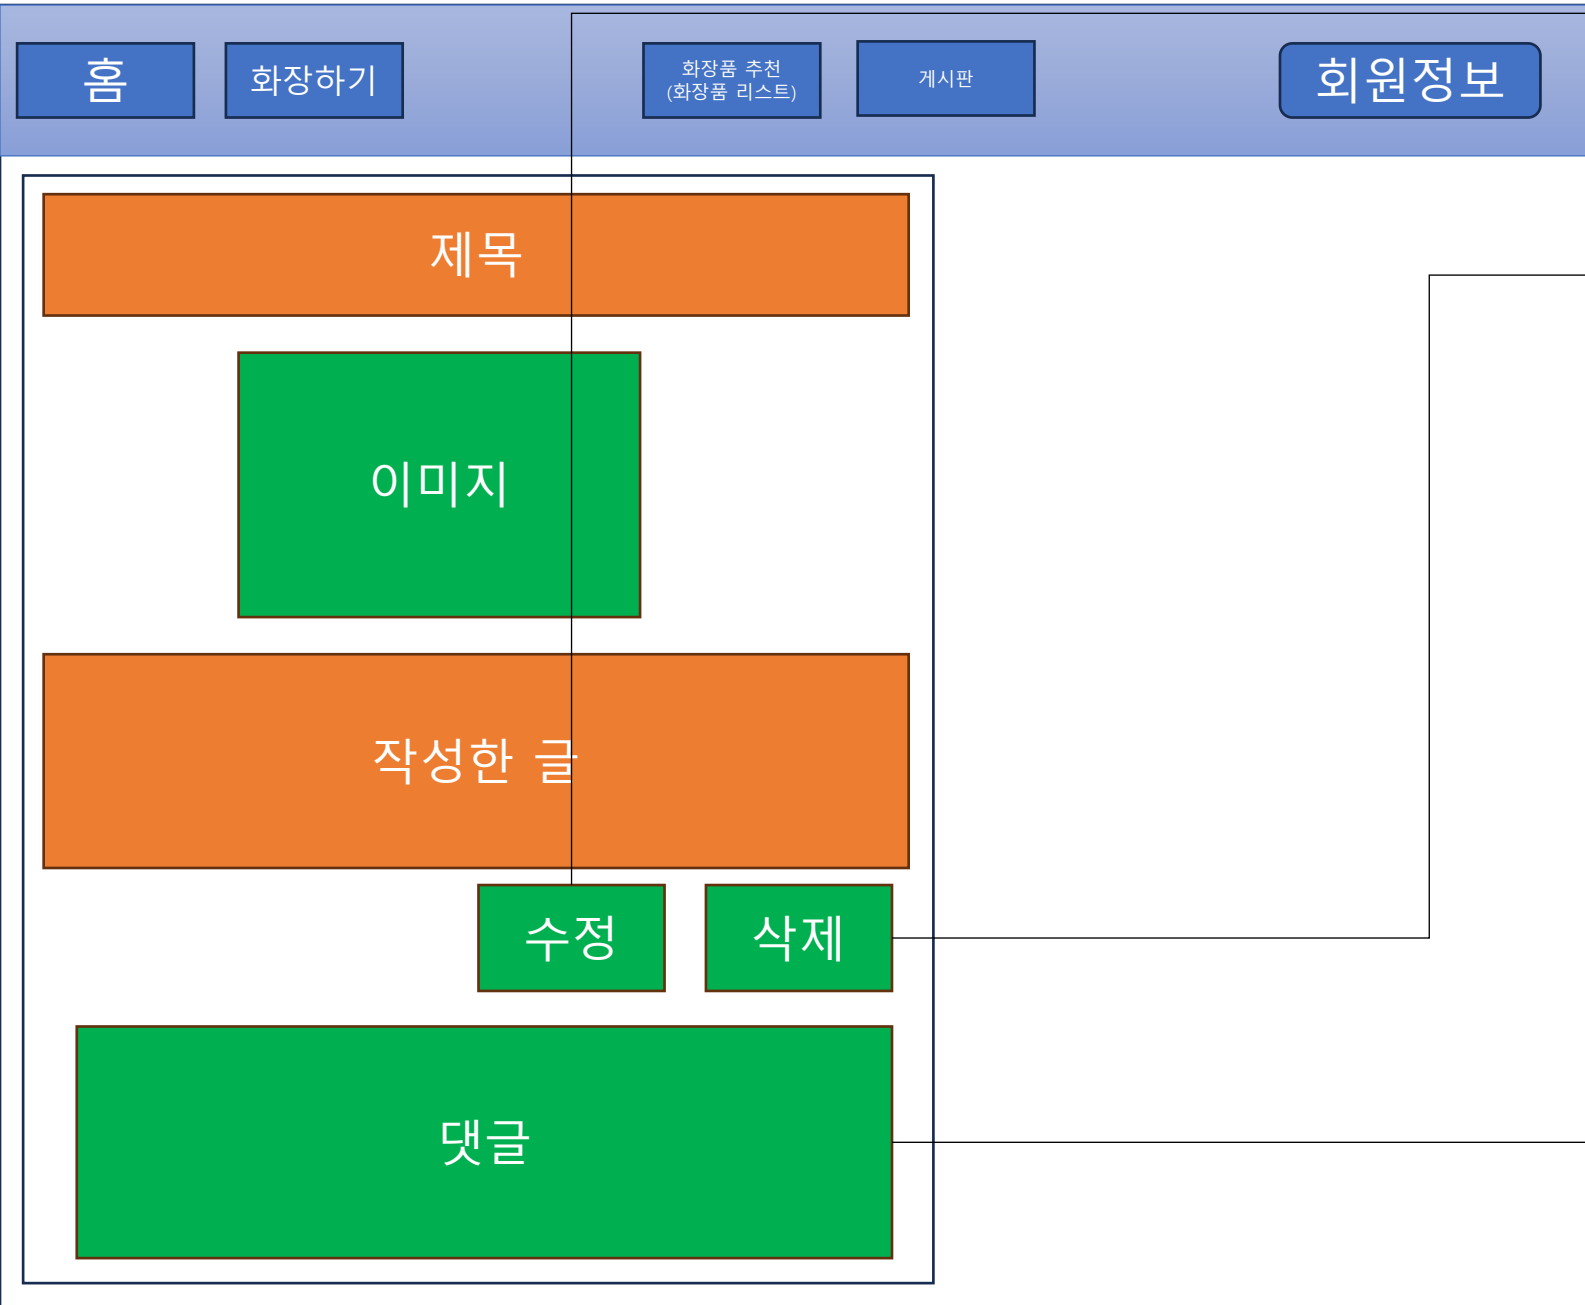 홈
화장하기
화장품 추천
(화장품 리스트)
게시판
회원정보
제목
이미지
작성한 글
수정
삭제
댓글